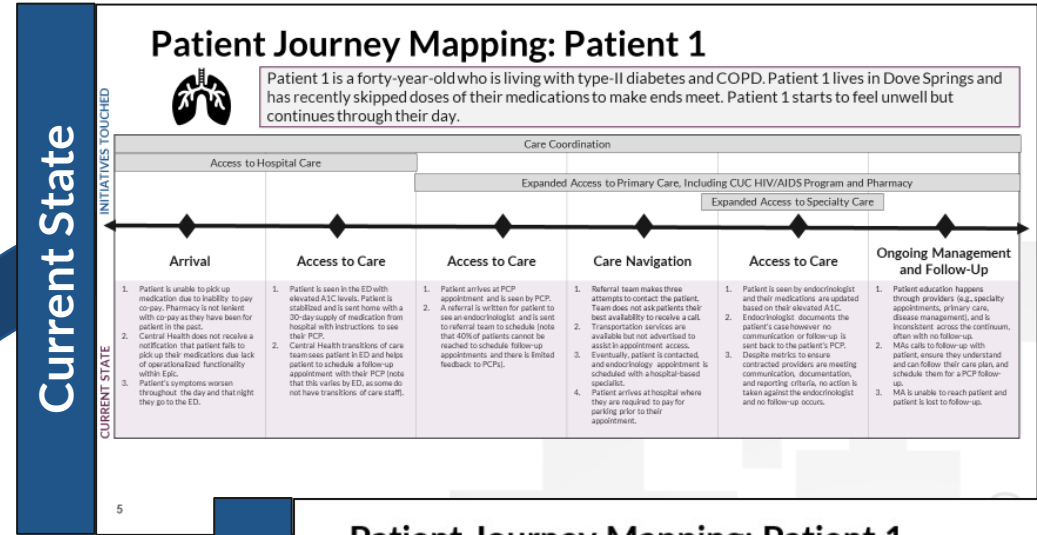 Current State
Patient Journey Mapping: Patient 1
Patient 1 is a forty-year-old who is living with type-II diabetes and COPD. Patient 1 lives in Dove Springs and
has recently skipped doses of their medications to make ends meet. Patient 1 starts to feel unwell but
continues through their day.
INITIATIVES TOUCHED
Care Coordination
Access to Hospital Care
Expanded Access to Primary Care, Including CUC HIV/AIDS Program and Pharmacy
Expanded Access to Specialty Care
CURRENT STATE
Arrival
1. Patient is unable to pick up
medication due to inability to pay
co-pay. Pharmacy is not lenient
with co-pay as they have been for
patient in the past.
2. Central Health does not receive a
notification that patient fails to
pick up their medications due lack
of operationalized functionality
within Epic.
3. Patient's symptoms worsen
throughout the day and that night
they go to the ED.
Access to Care
1. Patient is seen in the ED with
elevated A1C levels. Patient is
stabilized and is sent home with a
30-day supply of medication from
hospital with instructions to see
their PCP.
2. Central Health transitions of care
team sees patient in ED and helps
patient to schedule a follow-up
appointment with their PCP (note
that this varies by ED, as some do
not have transitions of care staff).
Access to Care
1. Patient arrives at PCP
appointment and is seen by PCP.
2. A referral is written for patient to
see an endocrinologist and is sent
to referral team to schedule (note
that 40% of patients cannot be
reached to schedule follow-up
appointments and there is limited
feedback to PCPs).
Care Navigation
1. Referral team makes three
attempts to contact the patient.
Team does not ask patients their
best availability to receive a call.
2. Transportation services are
available but not advertised to
assist in appointment access.
3. Eventually, patient is contacted,
and endocrinology appointment is
scheduled with a hospital-based
specialist.
4. Patient arrives at hospital where
they are required to pay for
parking prior to their
appointment.
Access to Care
1. Patient is seen by endocrinologist
and their medications are updated
based on their elevated A1C.
2. Endocrinologist documents the
patient's case however no
communication or follow-up is
sent back to the patient's PCP.
3. Despite metrics to ensure
contracted providers are meeting
communication, documentation,
and reporting criteria, no action is
taken against the endocrinologist
and no follow-up occurs.
Ongoing Management
and Follow-Up
1. Patient education happens
through providers (e.g., specialty
appointments, primary care,
disease management), and is
inconsistent across the continuum,
often with no follow-up.
2. MAs calls to follow-up with
patient, ensure they understand
and can follow their care plan, and
schedule them for a PCP follow-
up.
3. MA is unable to reach patient and
patient is lost to follow-up.
5
Patient Journey Mapping: Patient 1